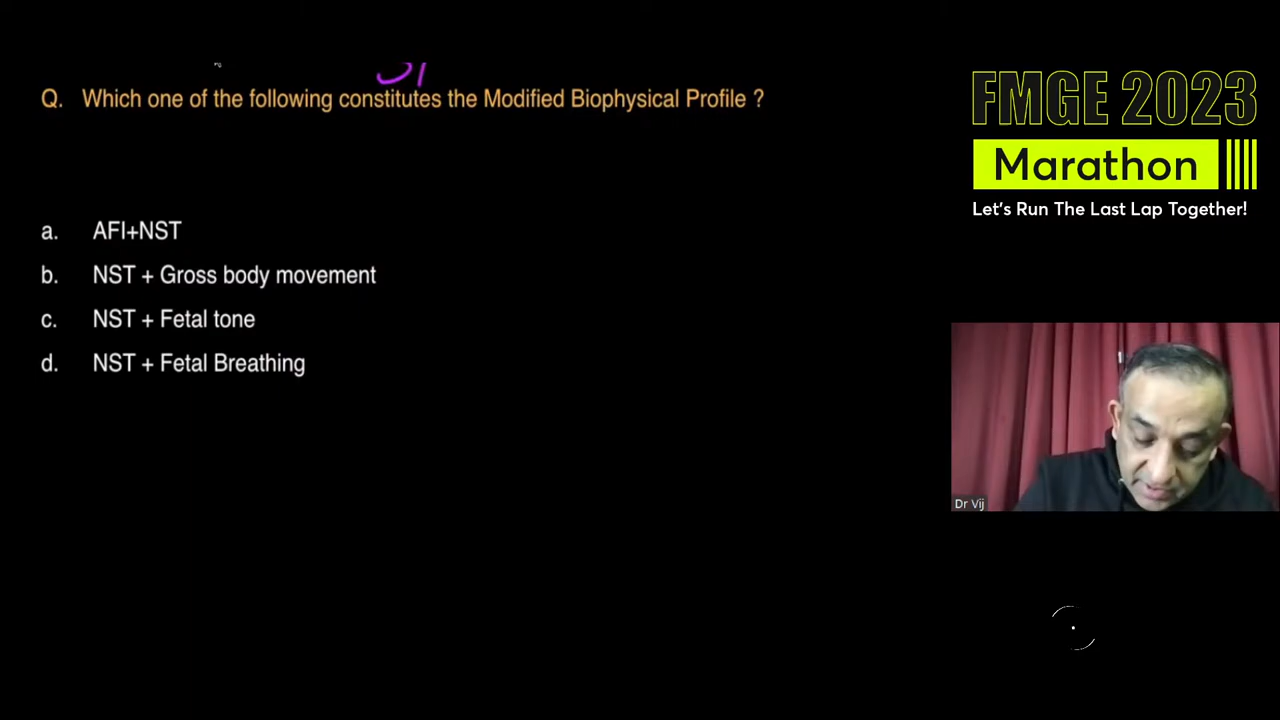 Q. Which one of the following constitutes the Modified Biophysical Profile ?
a. AFI+NST
b. NST + Gross body movement
c. NST + Fetal tone
d. NST + Fetal Breathing
FMGE 2023
Marathon
Let's Run The Last Lap Together!
Dr Vij